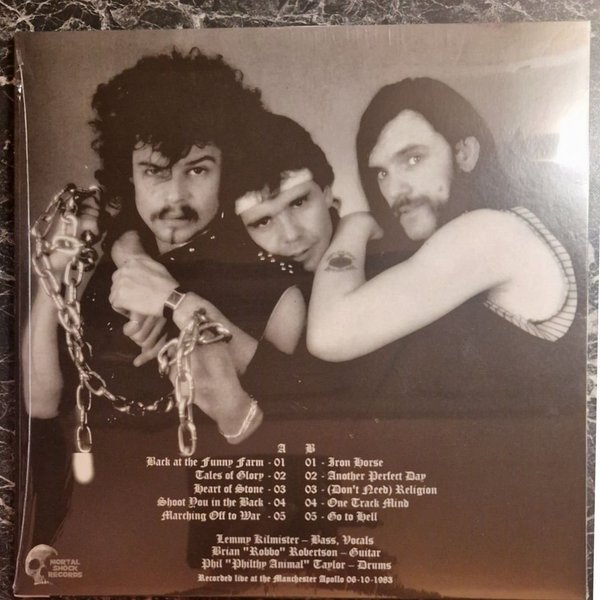 A B
Back at the Funny Farm - 01 01 - Iron Horse
Tales of Glory - 02 02 - Another Perfect Day
Heart of Stone - 03 03 - (Don't Need) Religion
Shoot You in the Back - 04 04 - One Track Mind
Marching Off to War - 05 05 - Go to Hell
Lemmy Kilmister – Bass, Vocals
Brian "Robbo" Robertson – Guitar
Phil "Philthy Animal" Taylor – Drums
Recorded live at the Manchester Apollo 06-10-1983
MORTAL
SHOCK
RECORDS